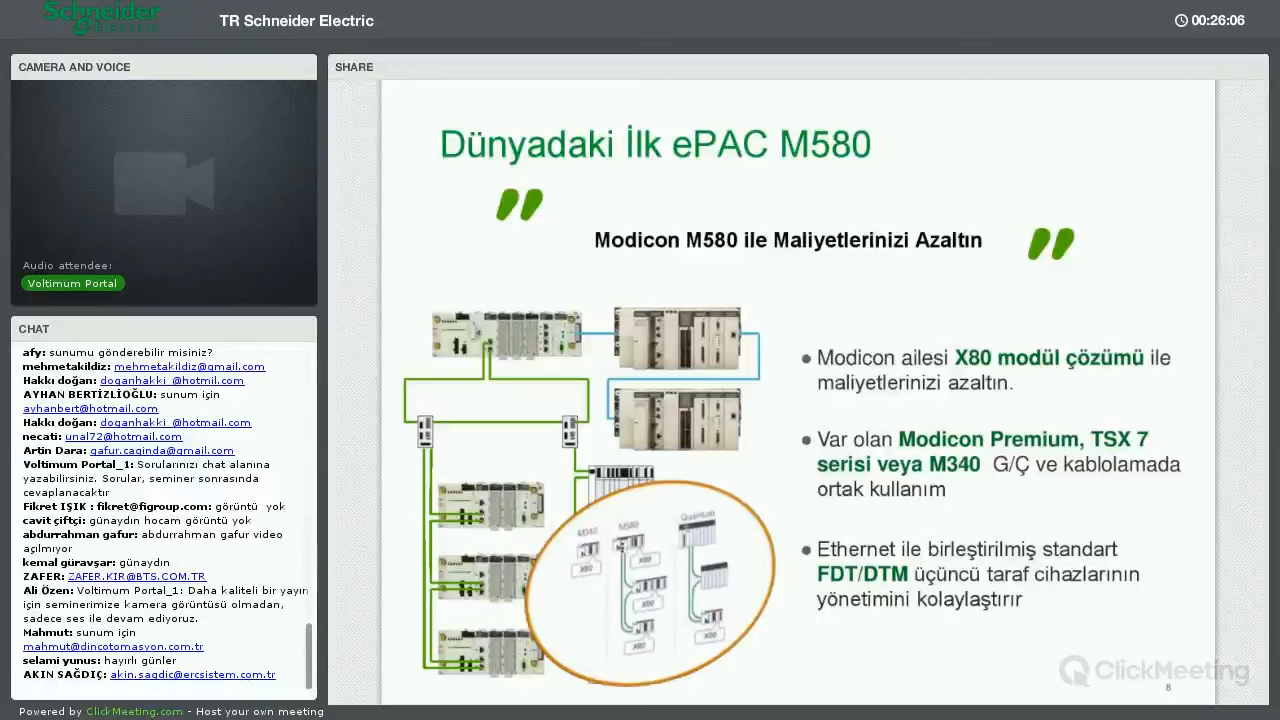 Schneider
Electric
TR Schneider Electric
00:26:06
CAMERA AND VOICE
Audio attendee:
Voltimum Portal
CHAT
afy: sunumu gönderebilir misiniz?
mehmetakildiz: mehmetakildiz@gmail.com
Hakkı doğan: doganhakki_@hotmil.com
AYHAN BERTİZLİOĞLU: sunum için
ayhanbert@hotmail.com
Hakkı doğan: doganhakki_@hotmail.com
necati: unal72@hotmail.com
Artin Dara: gafur.caginda@gmail.com
Voltimum Portal_1: Sorularınızı chat alanına
yazabilirsiniz. Sorular, seminer sonrasında
cevaplanacaktır
Fikret IŞIK : fikret@figroup.com: görüntü yok
cavit çiftçi: günaydın hocam görüntü yok
abdurrahman gafur: abdurrahman gafur video
açılmıyor
kemal güravşar: günaydın
ZAFER: ZAFER.KIR@BTS.COM.TR
Ali Özen: Voltimum Portal_1: Daha kaliteli bir yayın
için seminerimize kamera görüntüsü olmadan,
sadece ses ile devam ediyoruz.
Mahmut: sunum için
mahmut@dincotomasyon.com.tr
selami yunus: hayırlı günler
AKIN SAĞDIÇ: akin.sagdic@ercsistem.com.tr
Powered by ClickMeeting.com - Host your own meeting
SHARE
Dünyadaki İlk ePAC M580
Modicon M580 ile Maliyetlerinizi Azaltın
M340
M580
Quantum
X80
X80
X80
X80
X80
● Modicon ailesi X80 modül çözümü ile
maliyetlerinizi azaltın.
● Var olan Modicon Premium, TSX 7
serisi veya M340 G/Ç ve kablolamada
ortak kullanım
● Ethernet ile birleştirilmiş standart
FDT/DTM üçüncü taraf cihazlarının
yönetimini kolaylaştırır
ClickMeeting
8